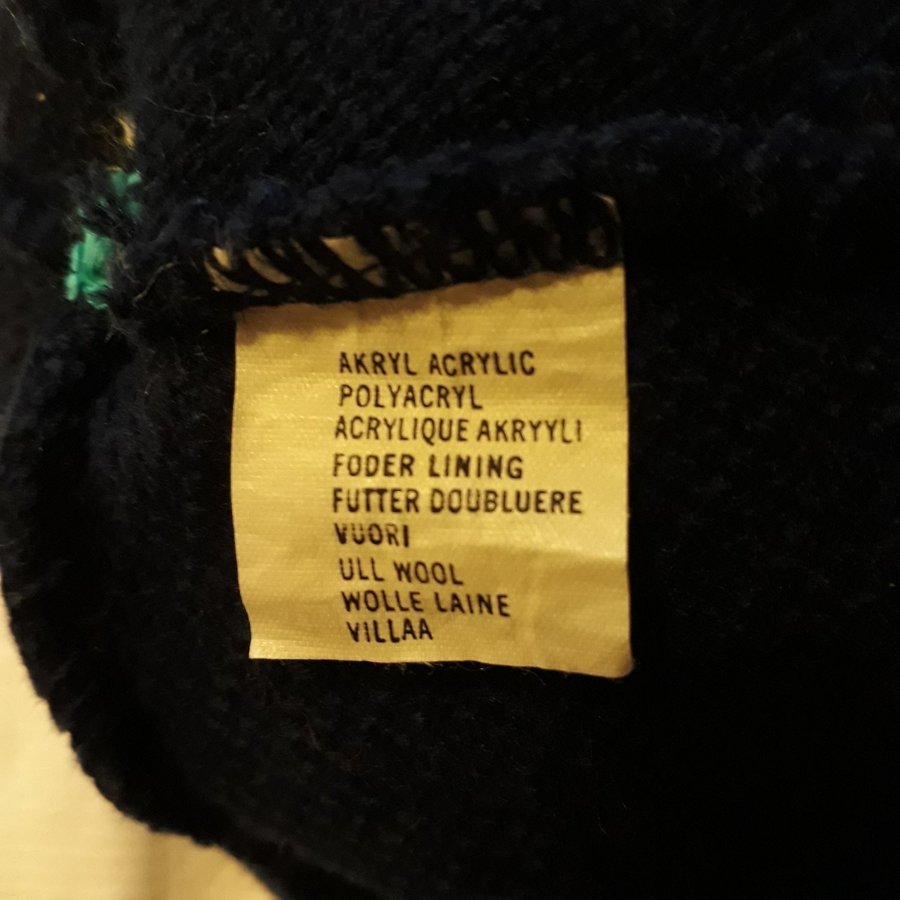 AKRYL ACRYLIC
POLYACRYL
ACRYLIQUE AKRYYLI
FODER LINING
FUTTER DOUBLUERE
VUORI
ULL WOOL
WOLLE LAINE
VILLAA